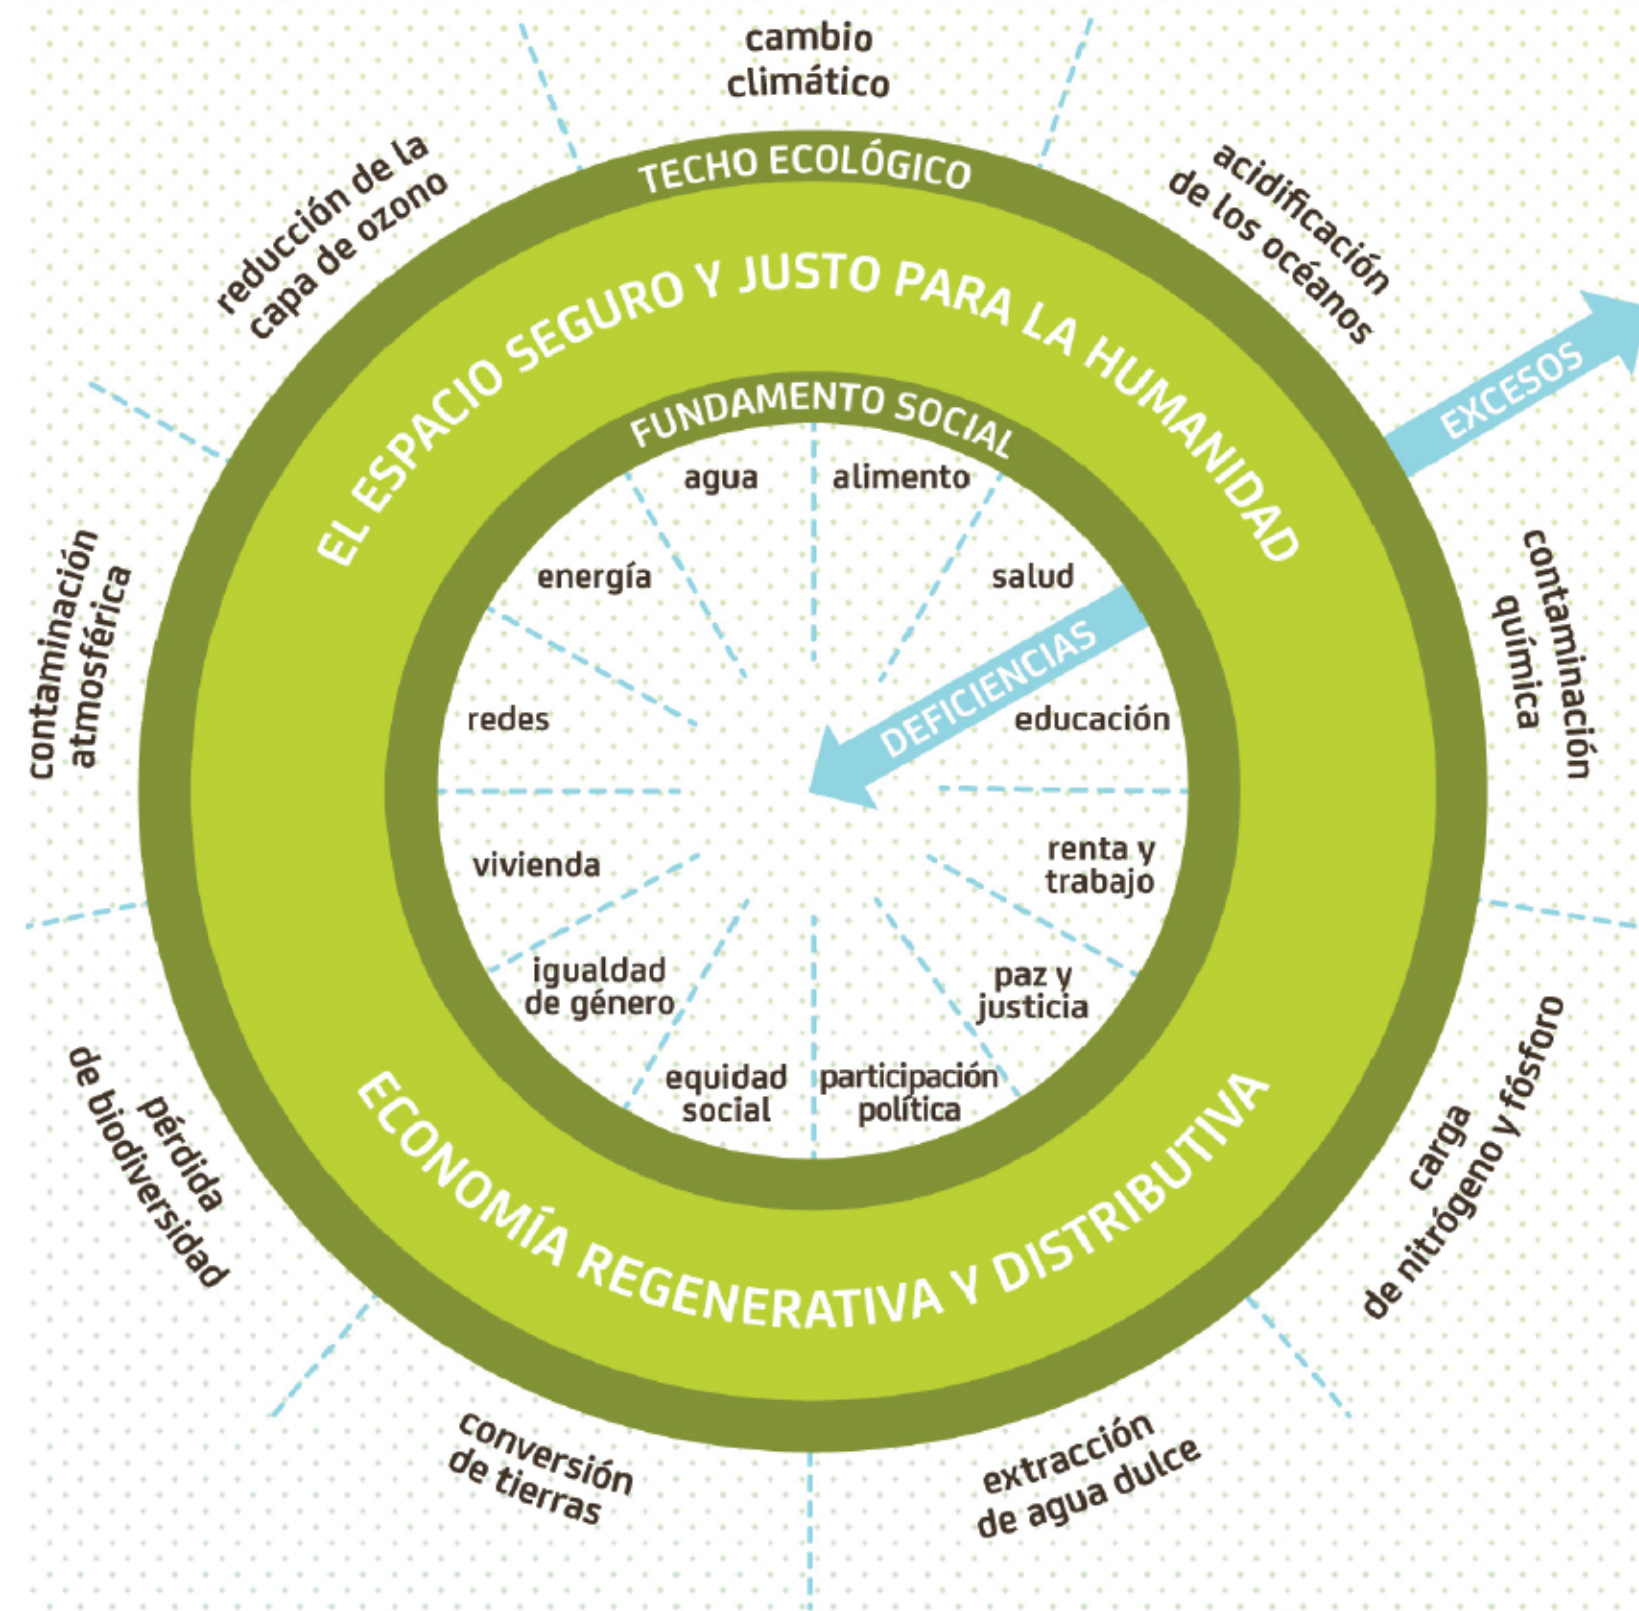 cambio
climático
acidificación
de los océanos
EXCESOS
contaminación
química
carga
de nitrógeno y fósforo
extracción
de agua dulce
conversión
de tierras
pérdida
de biodiversidad
contaminación
atmosférica
reducción de la
capa de ozono
TECHO ECOLÓGICO
EL ESPACIO SEGURO Y JUSTO PARA LA HUMANIDAD
FUNDAMENTO SOCIAL
agua
alimento
energía
salud
DEFICIENCIAS
redes
educación
vivienda
renta y
trabajo
igualdad
de género
paz y
justicia
equidad
social
participación
política
ECONOMÍA REGENERATIVA Y DISTRIBUTIVA